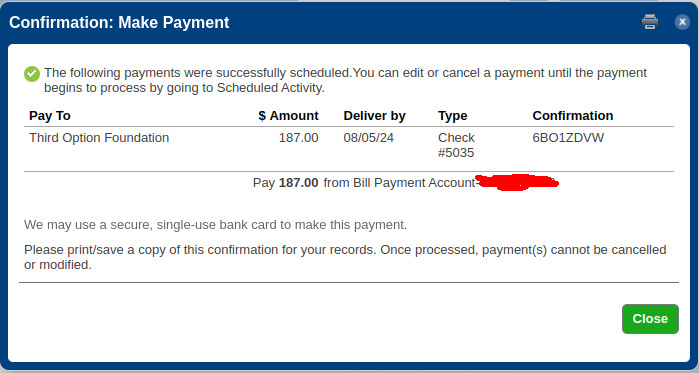 Confirmation: Make Payment
The following payments were successfully scheduled.You can edit or cancel a payment until the payment
begins to process by going to Scheduled Activity.
Pay To $ Amount Deliver by Type Confirmation
Third Option Foundation 187.00 08/05/24 Check 6BO1ZDVW
#5035
Pay 187.00 from Bill Payment Account
We may use a secure, single-use bank card to make this payment.
Please print/save a copy of this confirmation for your records. Once processed, payment(s) cannot be cancelled
or modified.
Close